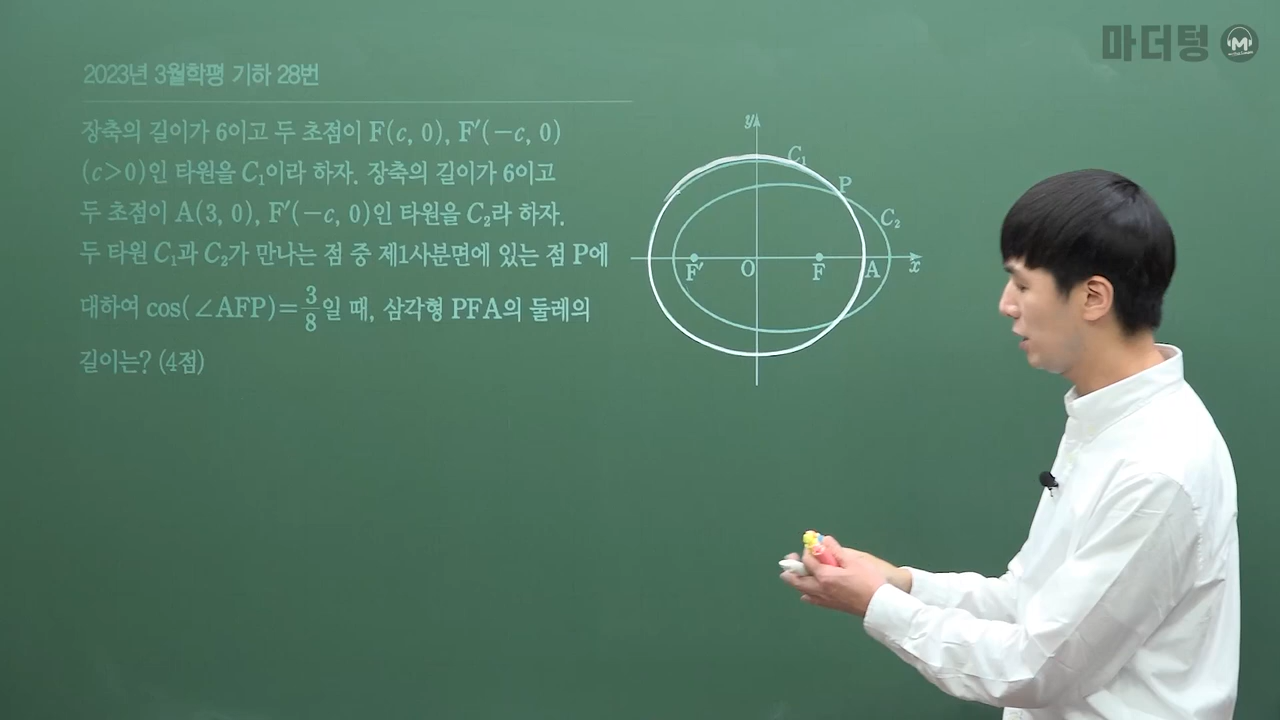 마더텅
M
2023년 3월학평 기하 28번
장축의 길이가 6이고 두 초점이 F(c, 0), F′(−c, 0)
(c>0)인 타원을 C₁이라 하자. 장축의 길이가 6이고
두 초점이 A(3, 0), F′(−c, 0)인 타원을 C₂라 하자.
두 타원 C₁과 C₂가 만나는 점 중 제1사분면에 있는 점 P에
대하여 cos(∠AFP)=3/8일 때, 삼각형 PFA의 둘레의
길이는? (4점)
y
C₁
P
C₂
F′
O
F
A
x